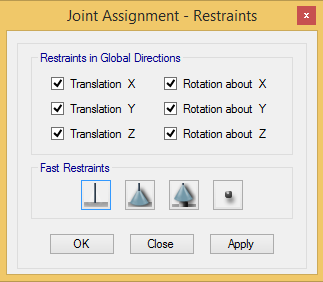 Joint Assignment - Restraints
x
Restraints in Global Directions
Translation X
Rotation about X
Translation Y
Rotation about Y
Translation Z
Rotation about Z
Fast Restraints
OK
Close
Apply